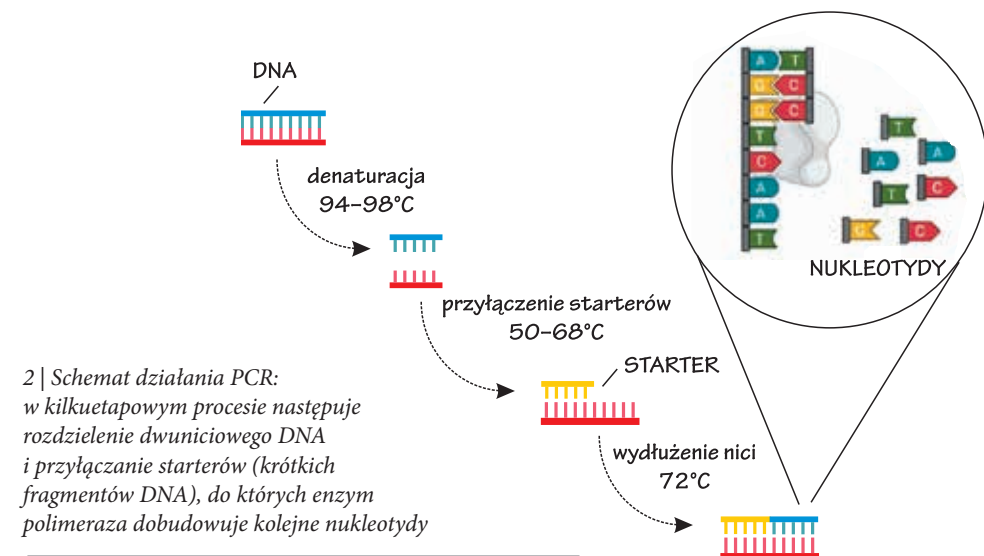 DNA
denaturacja
94–98°C
przyłączenie starterów
50–68°C
STARTER
wydłużenie nici
72°C
A T
G C
G C
T
C
A
A
T
T
A
A
T
C
G
C
NUKLEOTYDY
2 | Schemat działania PCR:
w kilkuetapowym procesie następuje
rozdzielenie dwuniciowego DNA
i przyłączanie starterów (krótkich
fragmentów DNA), do których enzym
polimeraza dobudowuje kolejne nukleotydy